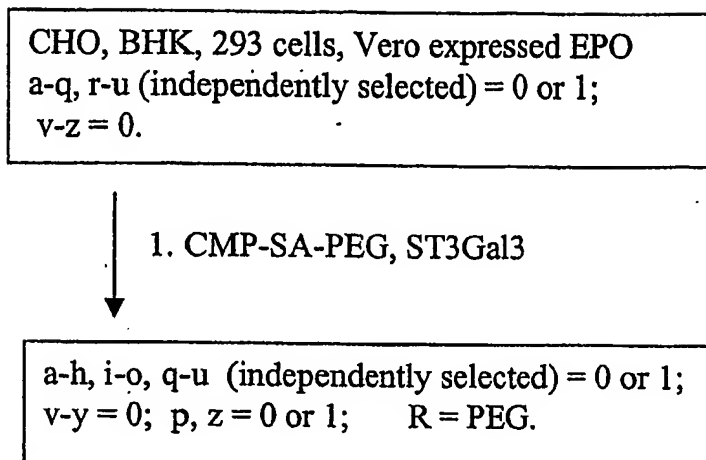 CHO, BHK, 293 cells, Vero expressed EPO
a-q, r-u (independently selected) = 0 or 1;
v-z = 0.
1. CMP-SA-PEG, ST3Gal3
a-h, i-o, q-u (independently selected) = 0 or 1;
v-y = 0; p, z = 0 or 1; R = PEG.